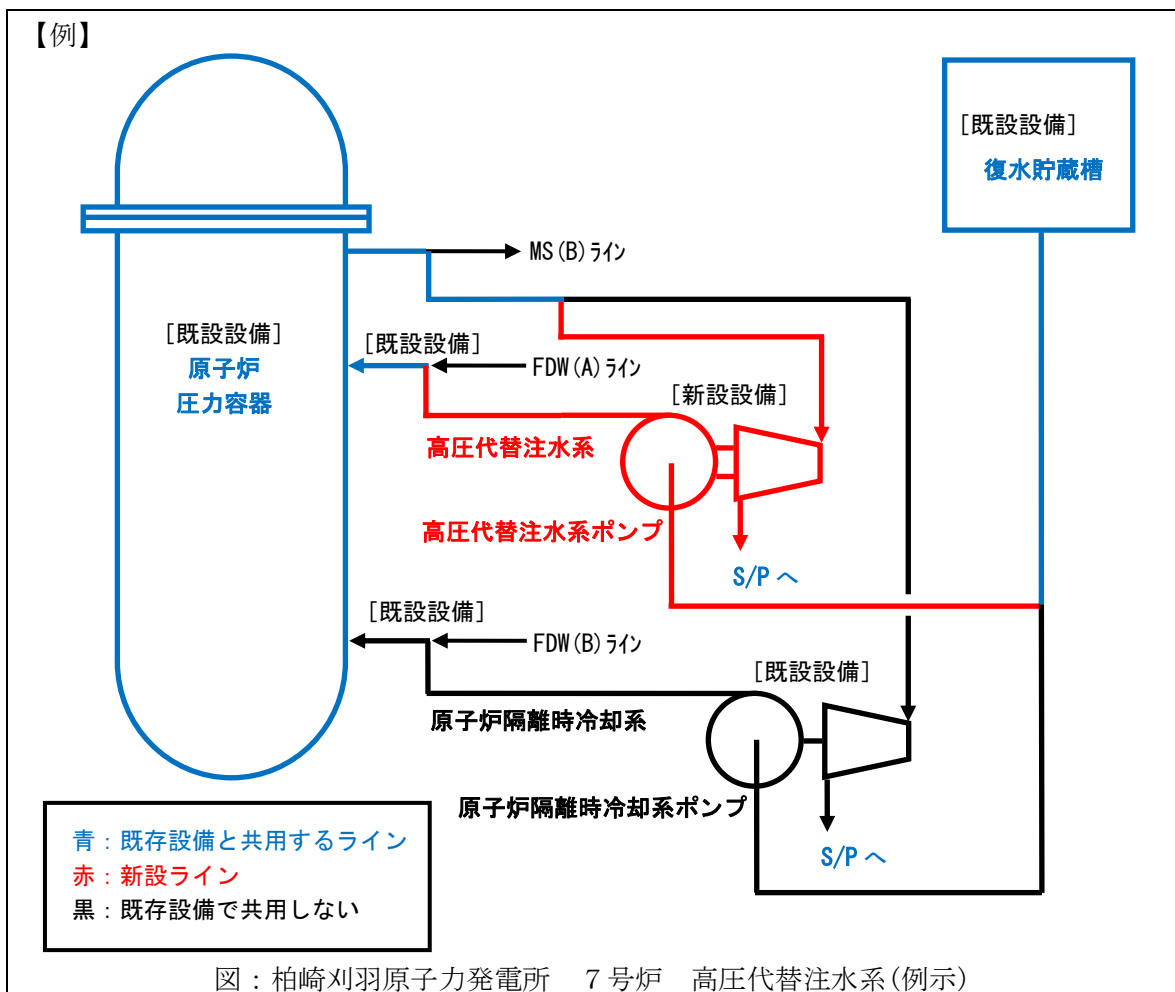 【例】
[既設設備]
復水貯蔵槽
MS(B)ﾗｲﾝ
[既設設備]
原子炉
圧力容器
[既設設備]
FDW(A)ﾗｲﾝ
[新設設備]
高圧代替注水系
高圧代替注水系ポンプ
S/P へ
[既設設備]
FDW(B)ﾗｲﾝ
[既設設備]
原子炉隔離時冷却系
原子炉隔離時冷却系ポンプ
S/P へ
青：既存設備と共用するライン
赤：新設ライン
黒：既存設備で共用しない
図：柏崎刈羽原子力発電所　７号炉　高圧代替注水系(例示)